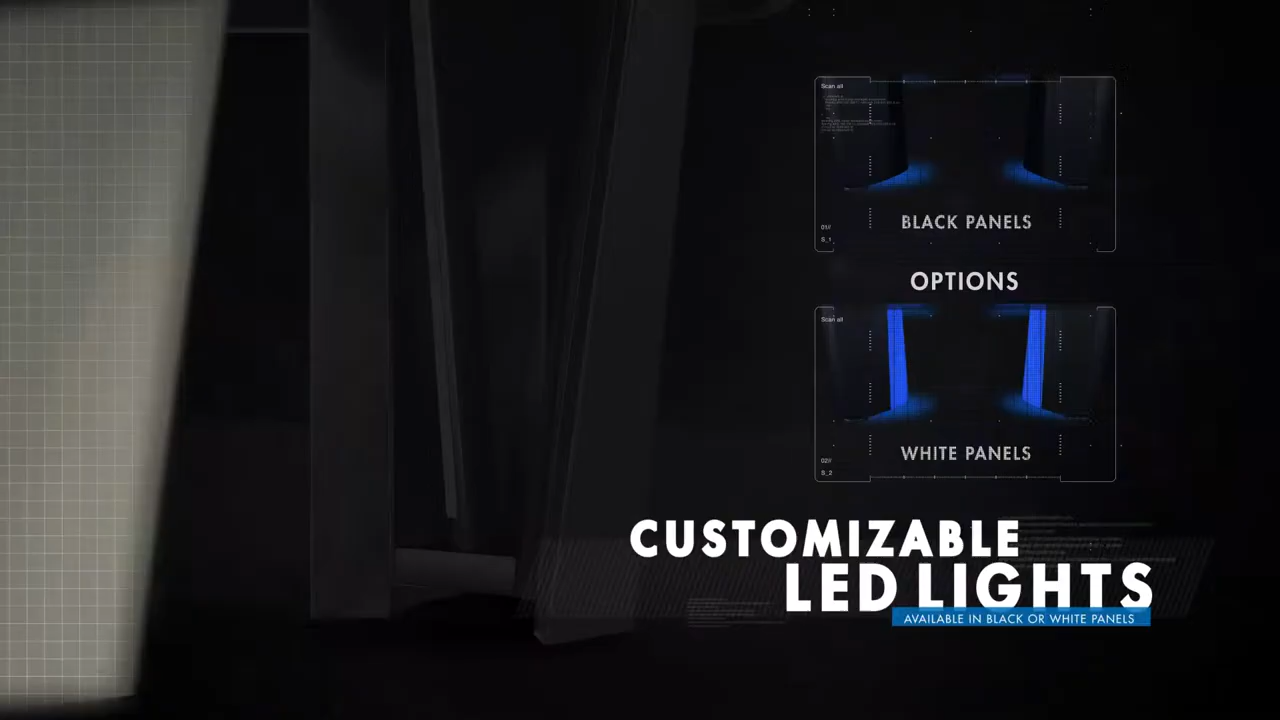 Scan all
BLACK PANELS
01//
S_1
OPTIONS
Scan all
WHITE PANELS
02//
S_2
CUSTOMIZABLE
LED LIGHTS
AVAILABLE IN BLACK OR WHITE PANELS